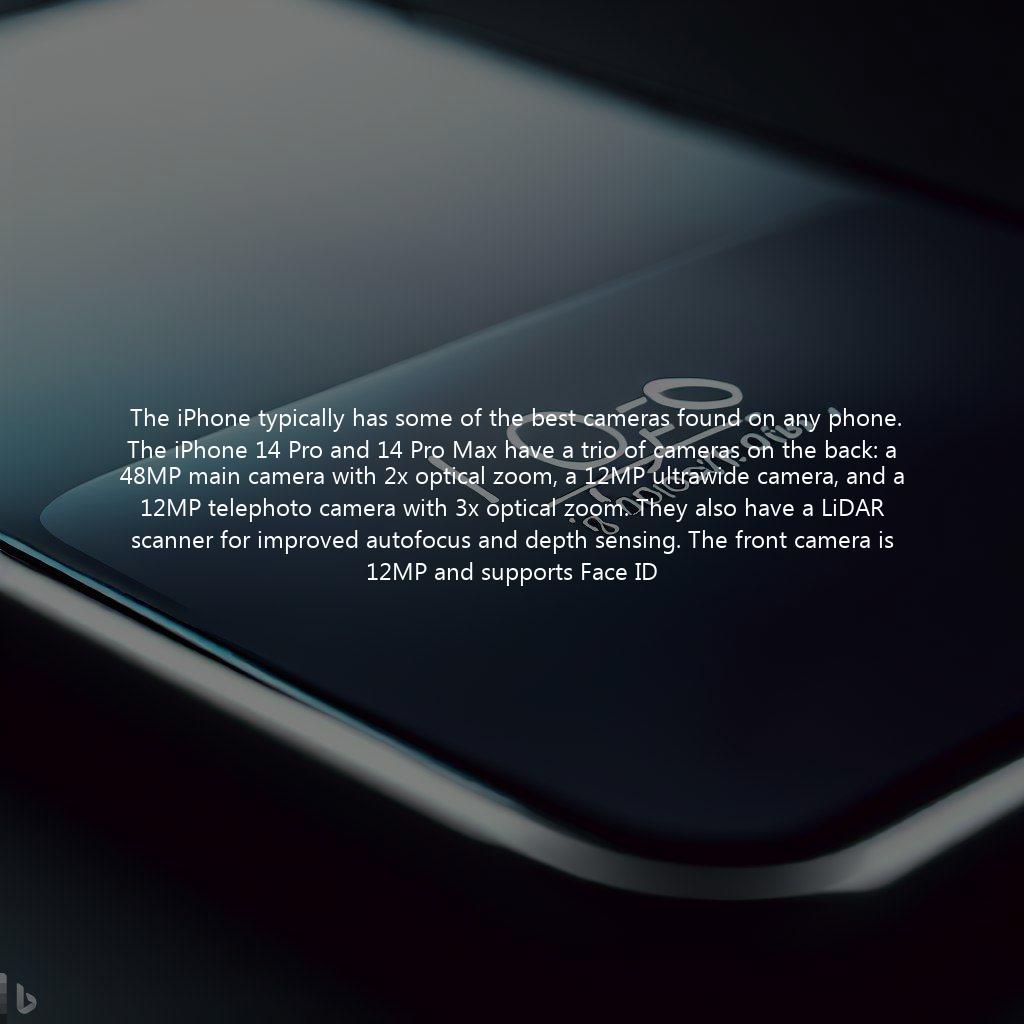 The iPhone typically has some of the best cameras found on any phone.
The iPhone 14 Pro and 14 Pro Max have a trio of cameras on the back: a
48MP main camera with 2x optical zoom, a 12MP ultrawide camera, and a
12MP telephoto camera with 3x optical zoom. They also have a LiDAR
scanner for improved autofocus and depth sensing. The front camera is
12MP and supports Face ID